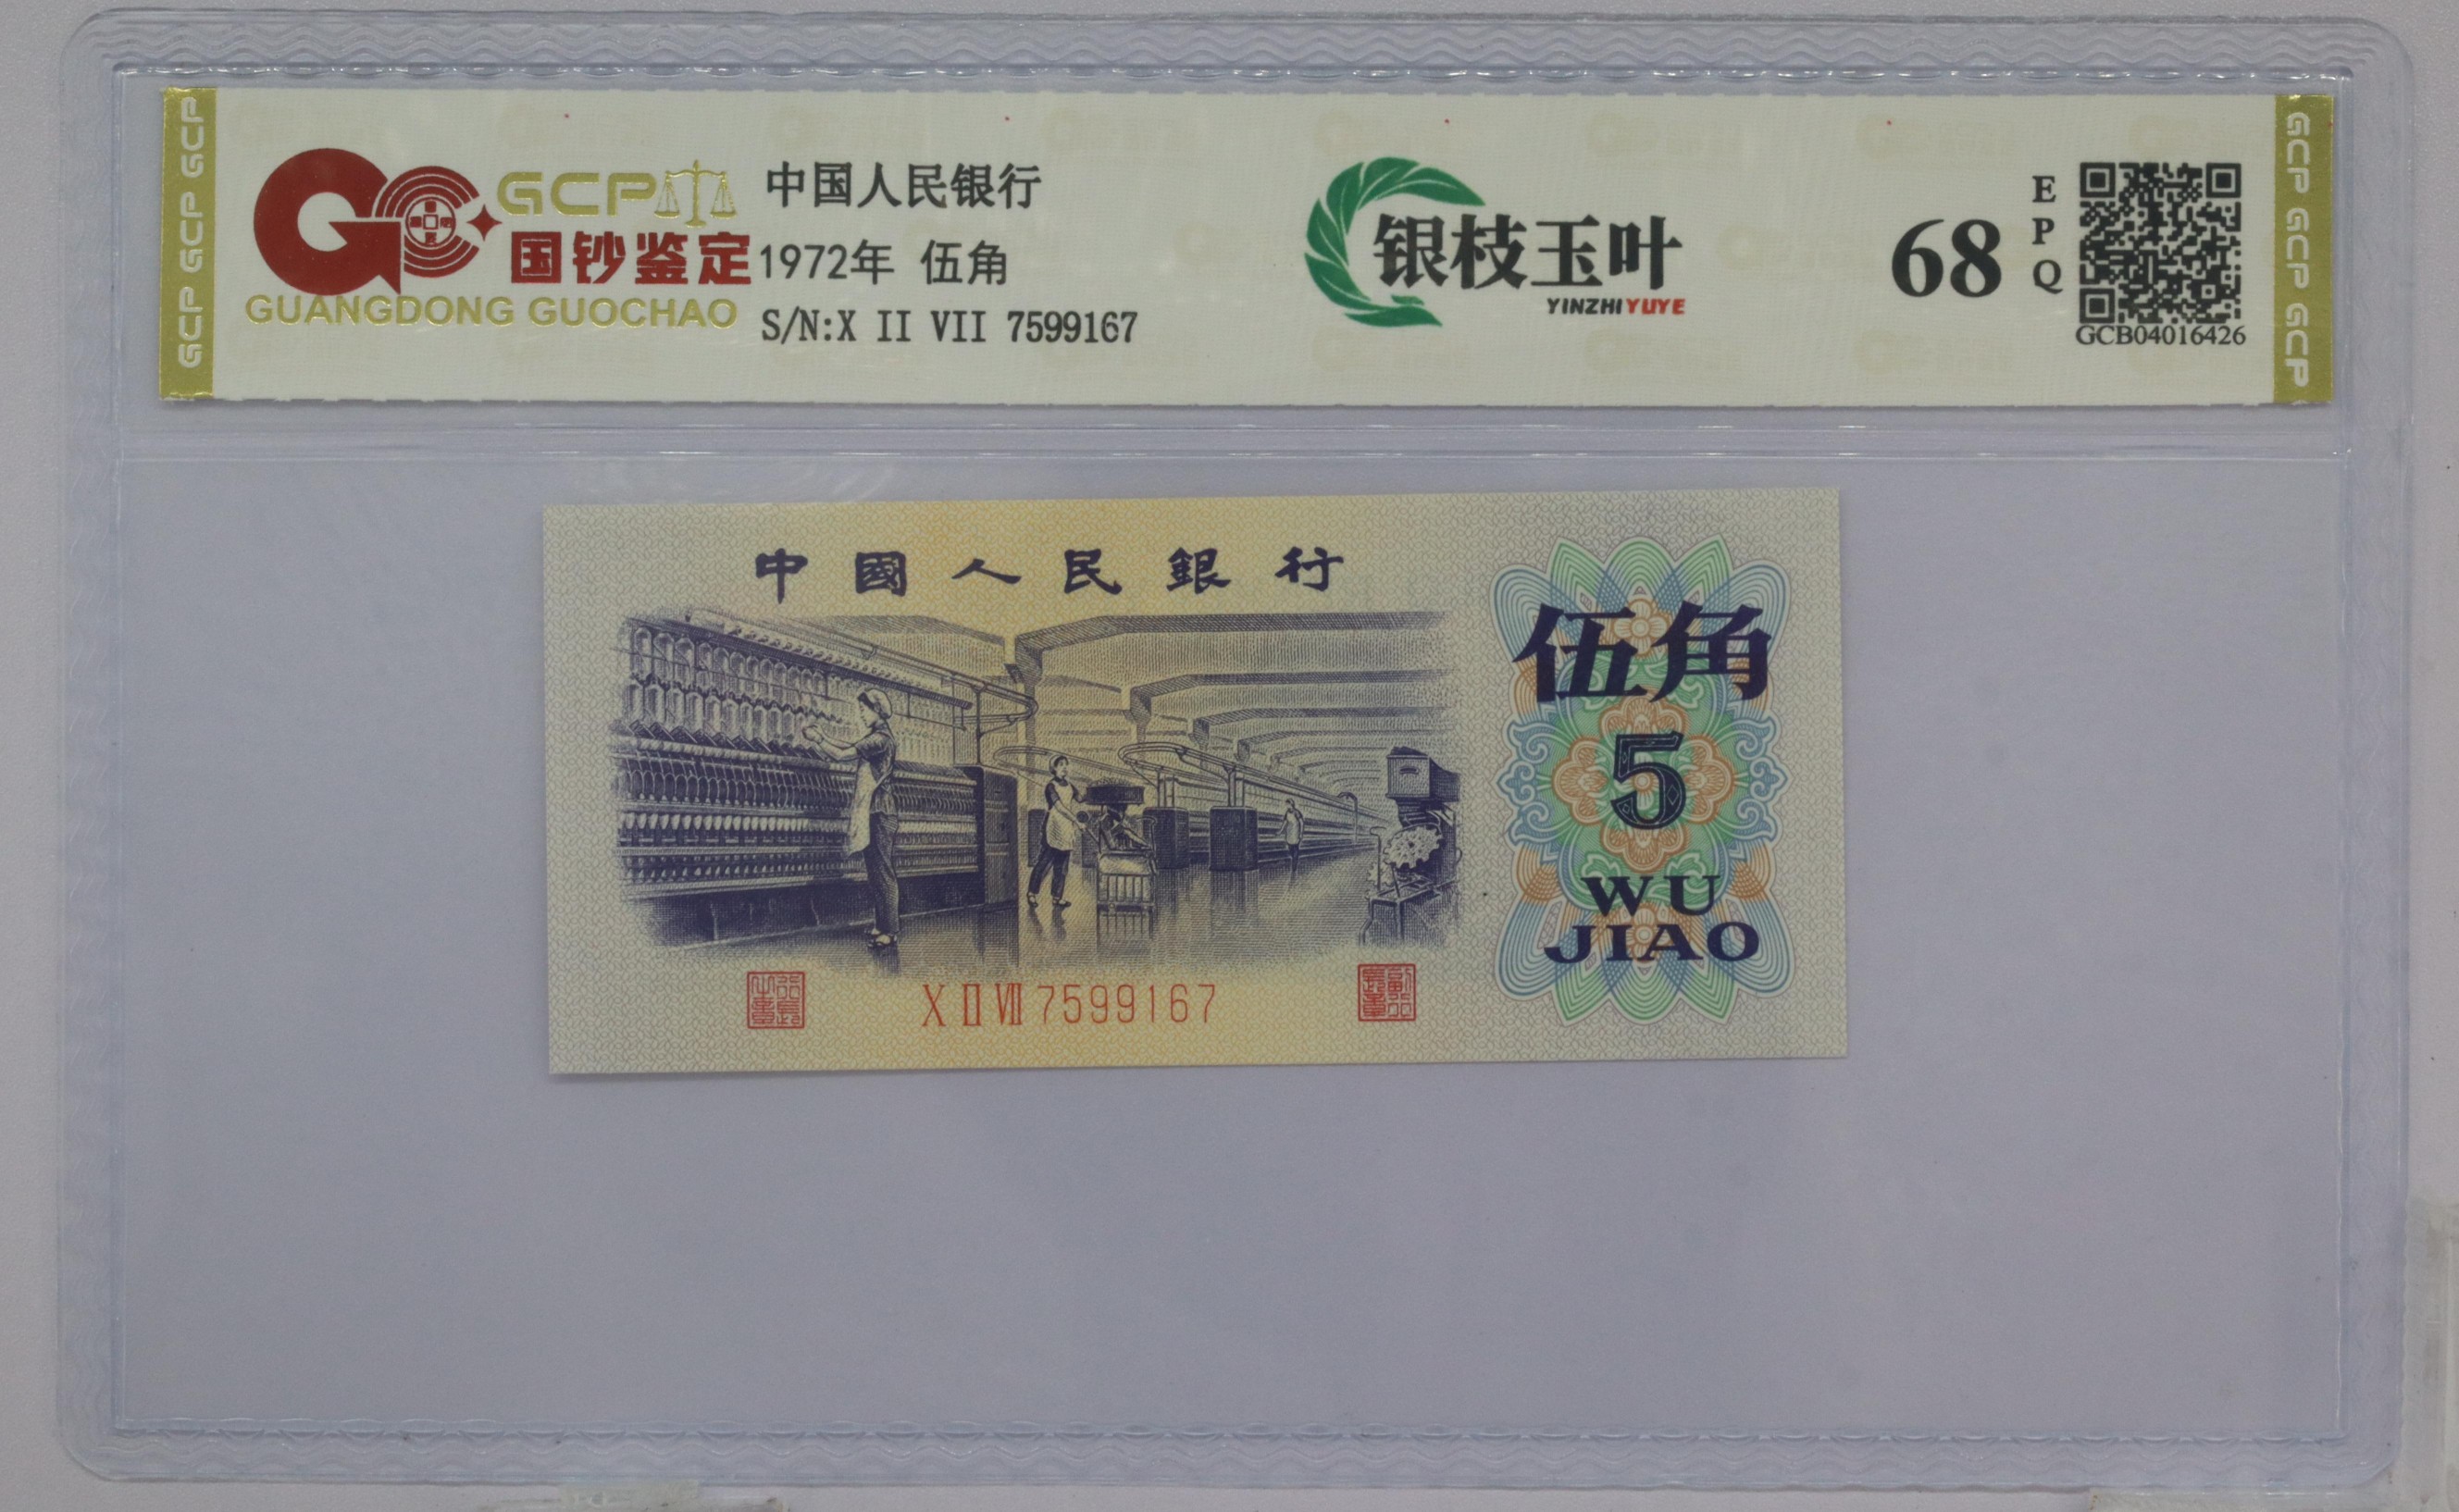 GCP GCP GCP
GCP
国钞鉴定
GUANGDONG GUOCHAO
中国人民银行
1972年 伍角
S/N:X II VII 7599167
银枝玉叶
YINZHIYUYE
68
EPQ
GCB04016426
GCP GCP GCP
中國人民銀行
伍角
5
WU
JIAO
X II VII 7599167